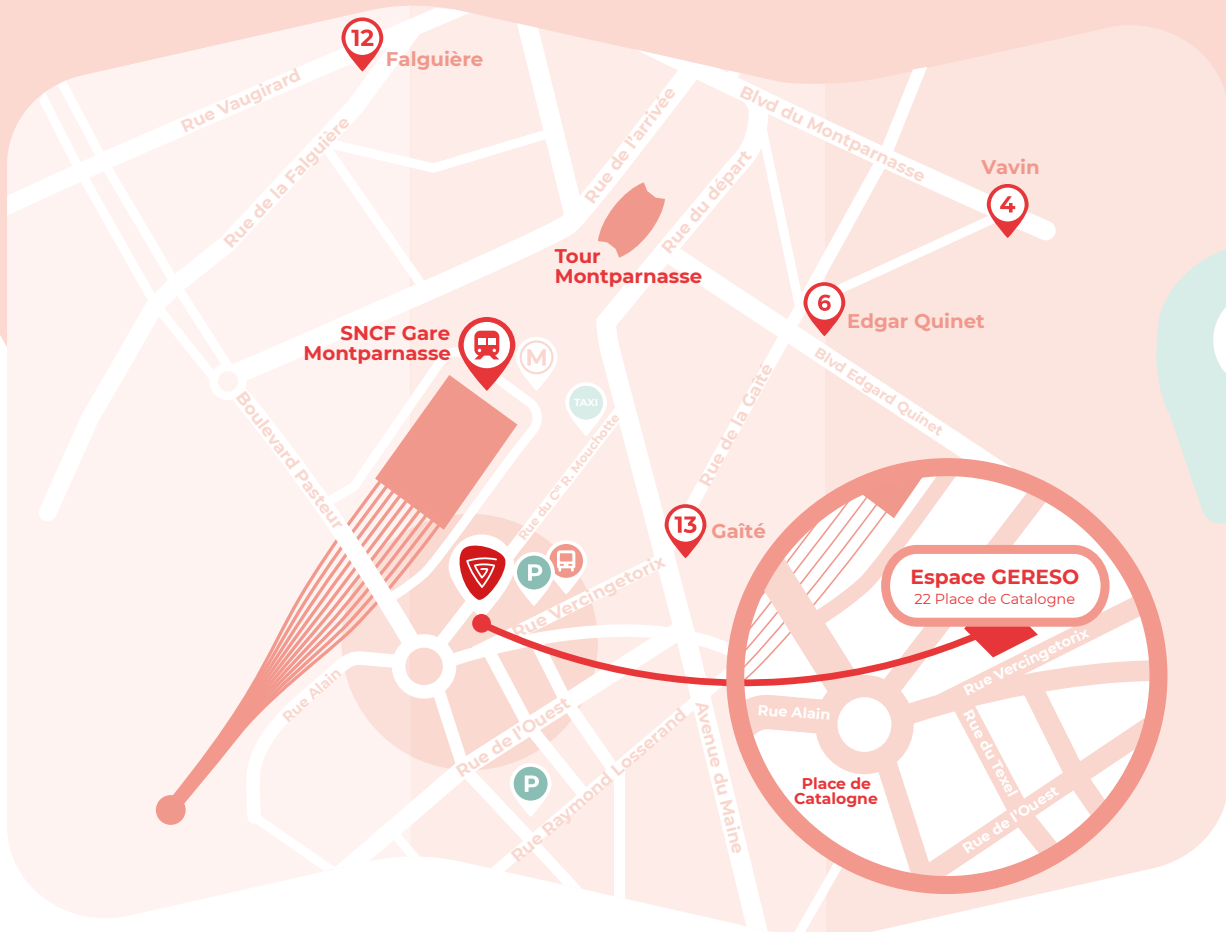 12
Falguière
Rue Vaugirard
Rue de la Falguière
Rue de l'arrivée
Blvd du Montparnasse
Vavin
4
Rue du départ
Tour
Montparnasse
6
Edgar Quinet
SNCF Gare
Montparnasse
M
TAXI
Blvd Edgard Quinet
Rue de la Gaîté
Boulevard Pasteur
Rue du Cᵈᵗ R. Mouchotte
13
Gaîté
P
Rue Vercingetorix
Espace GERESO
22 Place de Catalogne
Rue Vercingetorix
Rue Alain
Rue Alain
Rue du Texel
Rue de l'Ouest
Place de
Catalogne
Rue de l'Ouest
P
Rue Raymond Losserand
Avenue du Maine